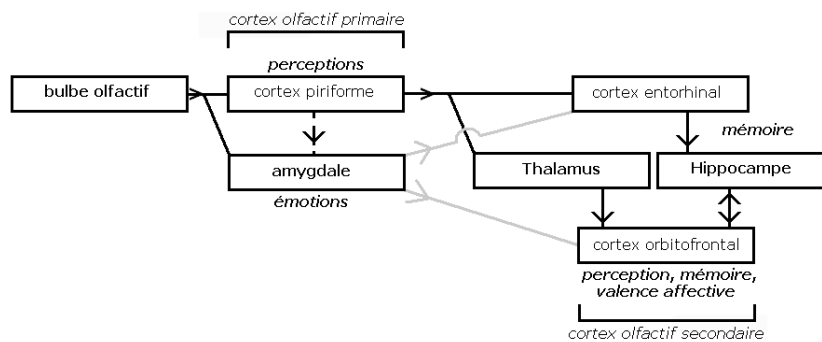 cortex olfactif primaire
perceptions
bulbe olfactif
cortex piriforme
cortex entorhinal
mémoire
amygdale
Thalamus
Hippocampe
émotions
cortex orbitofrontal
perception, mémoire,
valence affective
cortex olfactif secondaire